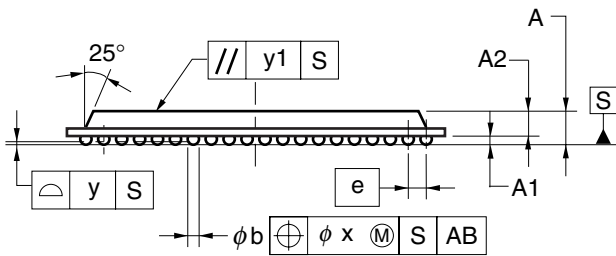 A
25°
// y1 S
A2
S
⌓ y S
e
A1
ϕb ⌖ ϕ x Ⓜ S AB